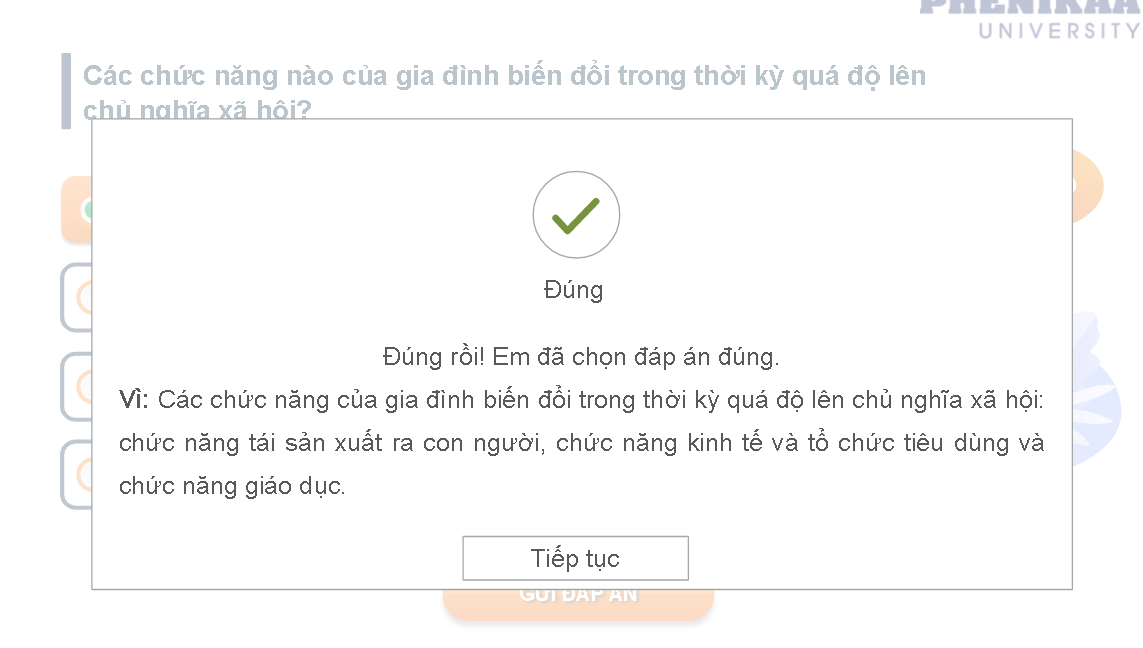 PHENIKAA
UNIVERSITY
Các chức năng nào của gia đình biến đổi trong thời kỳ quá độ lên
chủ nghĩa xã hội?
Đúng
Đúng rồi! Em đã chọn đáp án đúng.
Vì: Các chức năng của gia đình biến đổi trong thời kỳ quá độ lên chủ nghĩa xã hội:
chức năng tái sản xuất ra con người, chức năng kinh tế và tổ chức tiêu dùng và
chức năng giáo dục.
Tiếp tục
GỬI ĐÁP ÁN